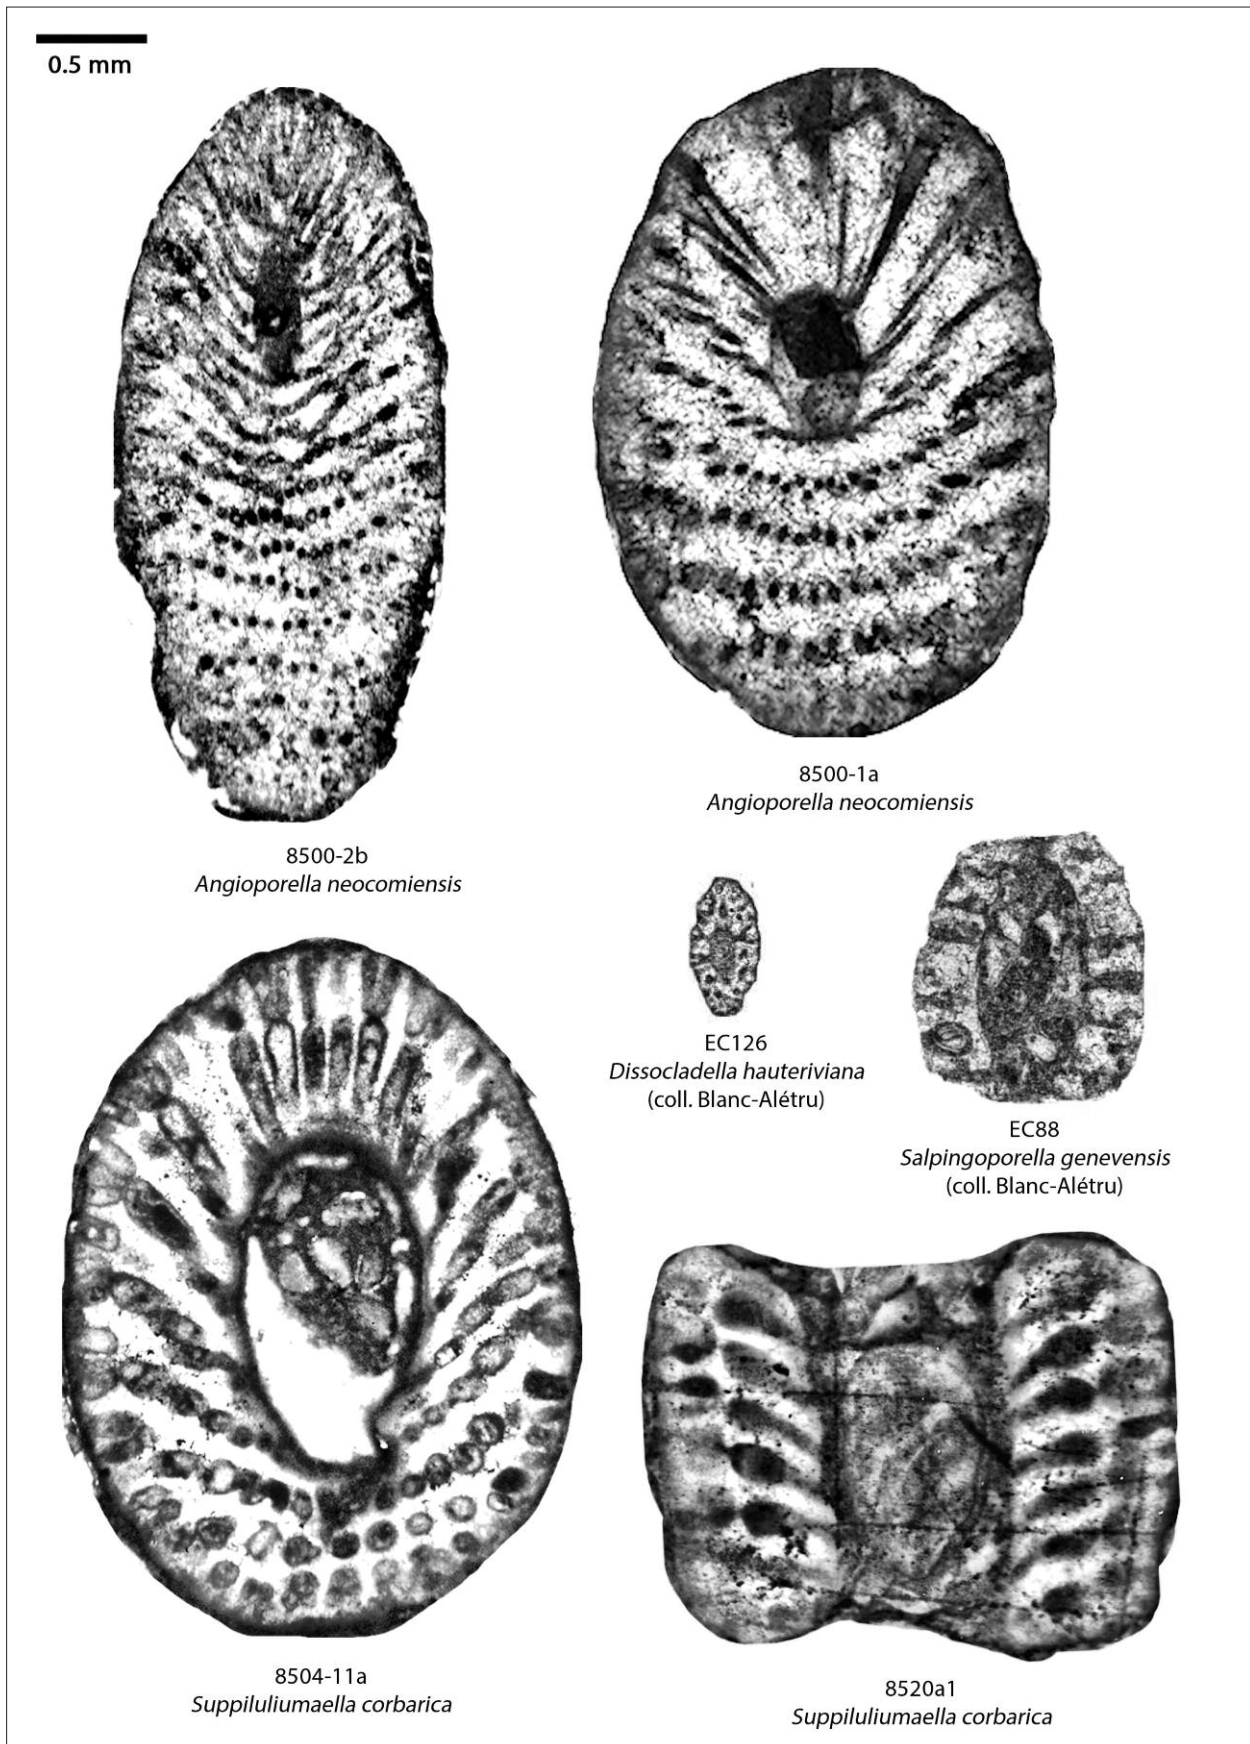 0.5 mm
8500-1a
Angioporella neocomiensis
8500-2b
Angioporella neocomiensis
EC126
Dissocladella hauteriviana
(coll. Blanc-Alétru)
EC88
Salpingoporella genevensis
(coll. Blanc-Alétru)
8504-11a
Suppiluliumaella corbarica
8520a1
Suppiluliumaella corbarica